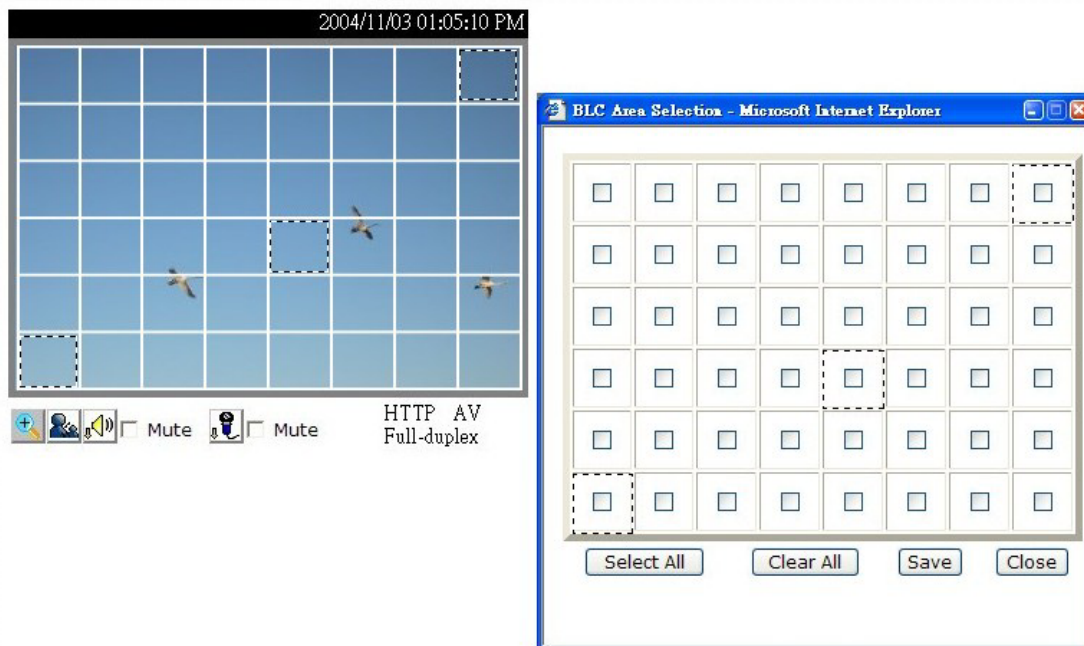 2004/11/03 01:05:10 PM
Mute
Mute
HTTP AV
Full-duplex
BLC Area Selection - Microsoft Internet Explorer
Select All
Clear All
Save
Close